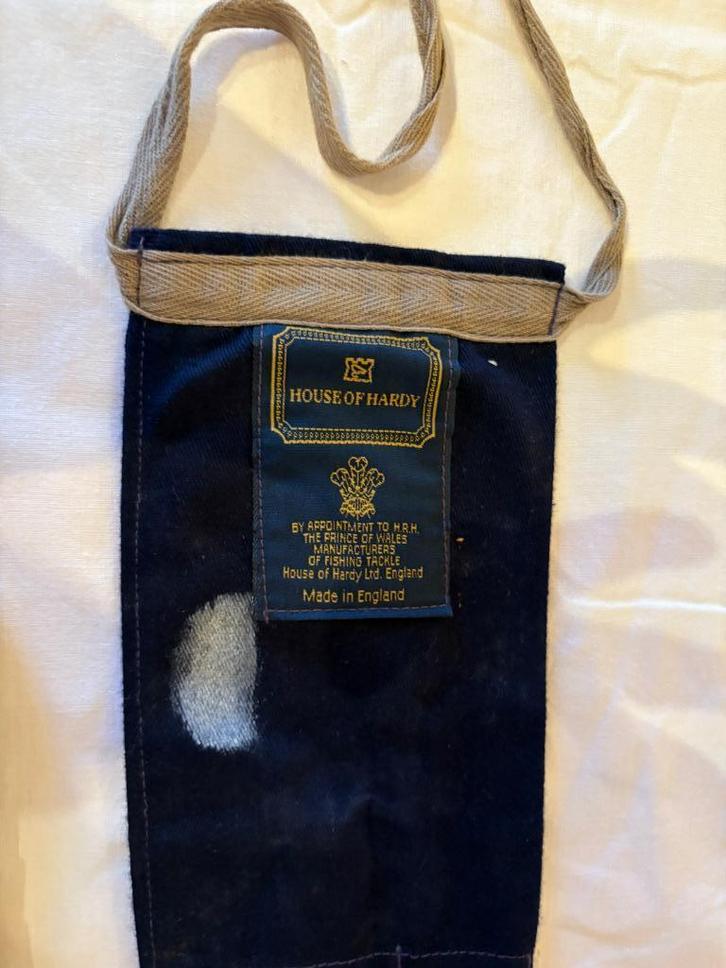 HOUSE OF HARDY
BY APPOINTMENT TO H.R.H.
THE PRINCE OF WALES
MANUFACTURERS
OF FISHING TACKLE
House of Hardy Ltd. England
Made in England